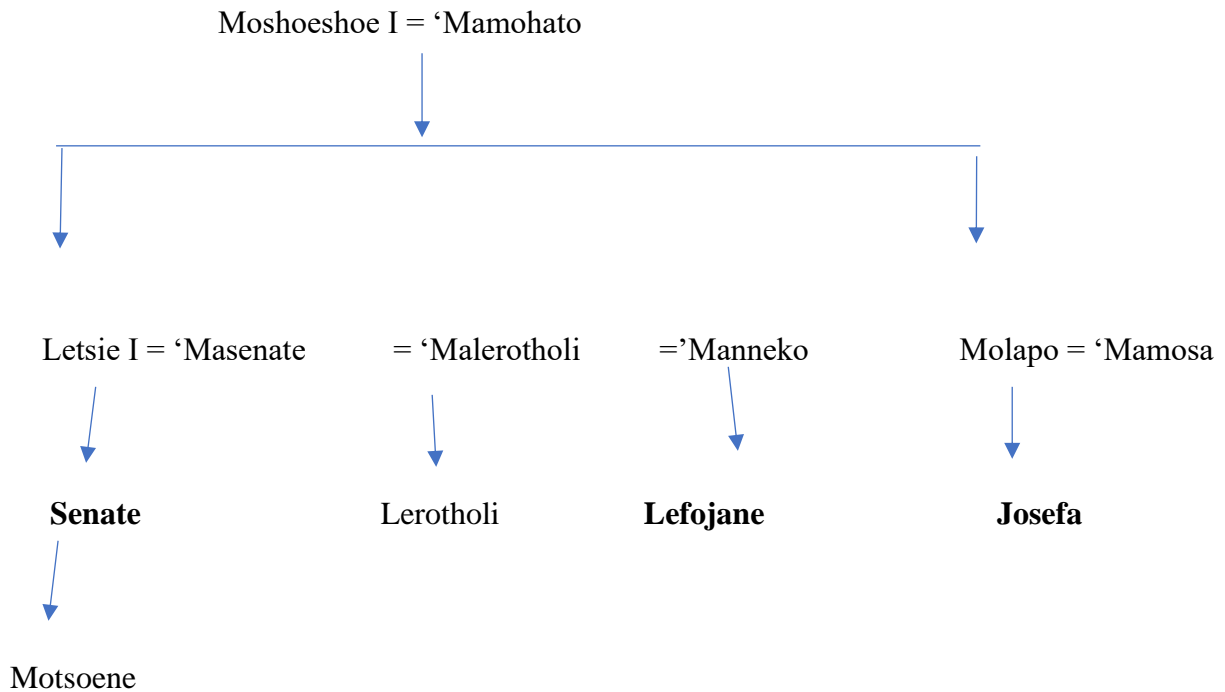 Moshoeshoe I = ‘Mamohato
Letsie I = ‘Masenate = ‘Malerotholi =’Manneko Molapo = ‘Mamosa
Senate Lerotholi Lefojane Josefa
Motsoene